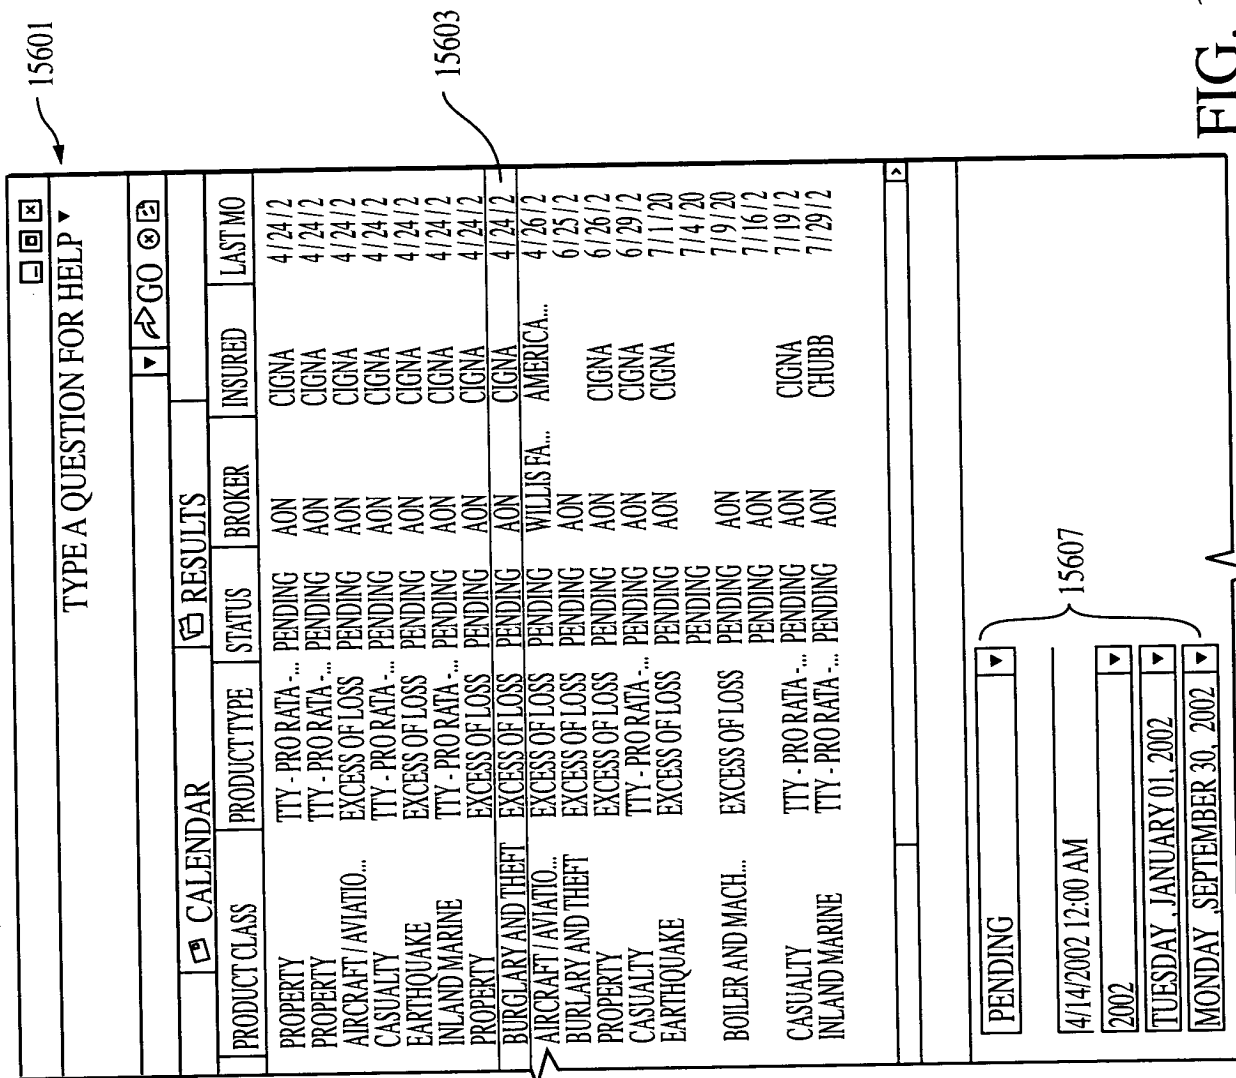 15601
TYPE A QUESTION FOR HELP
GO
CALENDAR RESULTS
PRODUCT CLASS PRODUCT TYPE STATUS BROKER INSURED LAST MO
PROPERTY TTY - PRO RATA -... PENDING AON CIGNA 4 / 24 / 2
PROPERTY TTY - PRO RATA -... PENDING AON CIGNA 4 / 24 / 2
AIRCRAFT / AVIATIO... EXCESS OF LOSS PENDING AON CIGNA 4 / 24 / 2
CASUALTY TTY - PRO RATA -... PENDING AON CIGNA 4 / 24 / 2
EARTHQUAKE EXCESS OF LOSS PENDING AON CIGNA 4 / 24 / 2
INLAND MARINE TTY - PRO RATA -... PENDING AON CIGNA 4 / 24 / 2
PROPERTY EXCESS OF LOSS PENDING AON CIGNA 4 / 24 / 2
BURGLARY AND THEFT EXCESS OF LOSS PENDING AON CIGNA 4 / 24 / 2
15603
AIRCRAFT / AVIATIO... EXCESS OF LOSS PENDING WILLIS FA... AMERICA... 4 / 26 / 2
BURLARY AND THEFT EXCESS OF LOSS PENDING AON 6 / 25 / 2
PROPERTY EXCESS OF LOSS PENDING AON CIGNA 6 / 26 / 2
CASUALTY TTY - PRO RATA -... PENDING AON CIGNA 6 / 29 / 2
EARTHQUAKE EXCESS OF LOSS PENDING AON CIGNA 7 / 1 / 20
PENDING 7 / 4 / 20
BOILER AND MACH... EXCESS OF LOSS PENDING AON 7 / 9 / 20
PENDING AON 7 / 16 / 2
CASUALTY TTY - PRO RATA -... PENDING AON CIGNA 7 / 19 / 2
INLAND MARINE TTY - PRO RATA -... PENDING AON CHUBB 7 / 29 / 2
PENDING
4/14/2002 12:00 AM
2002
TUESDAY , JANUARY 01, 2002
MONDAY ,SEPTEMBER 30, 2002
15607
FIG.